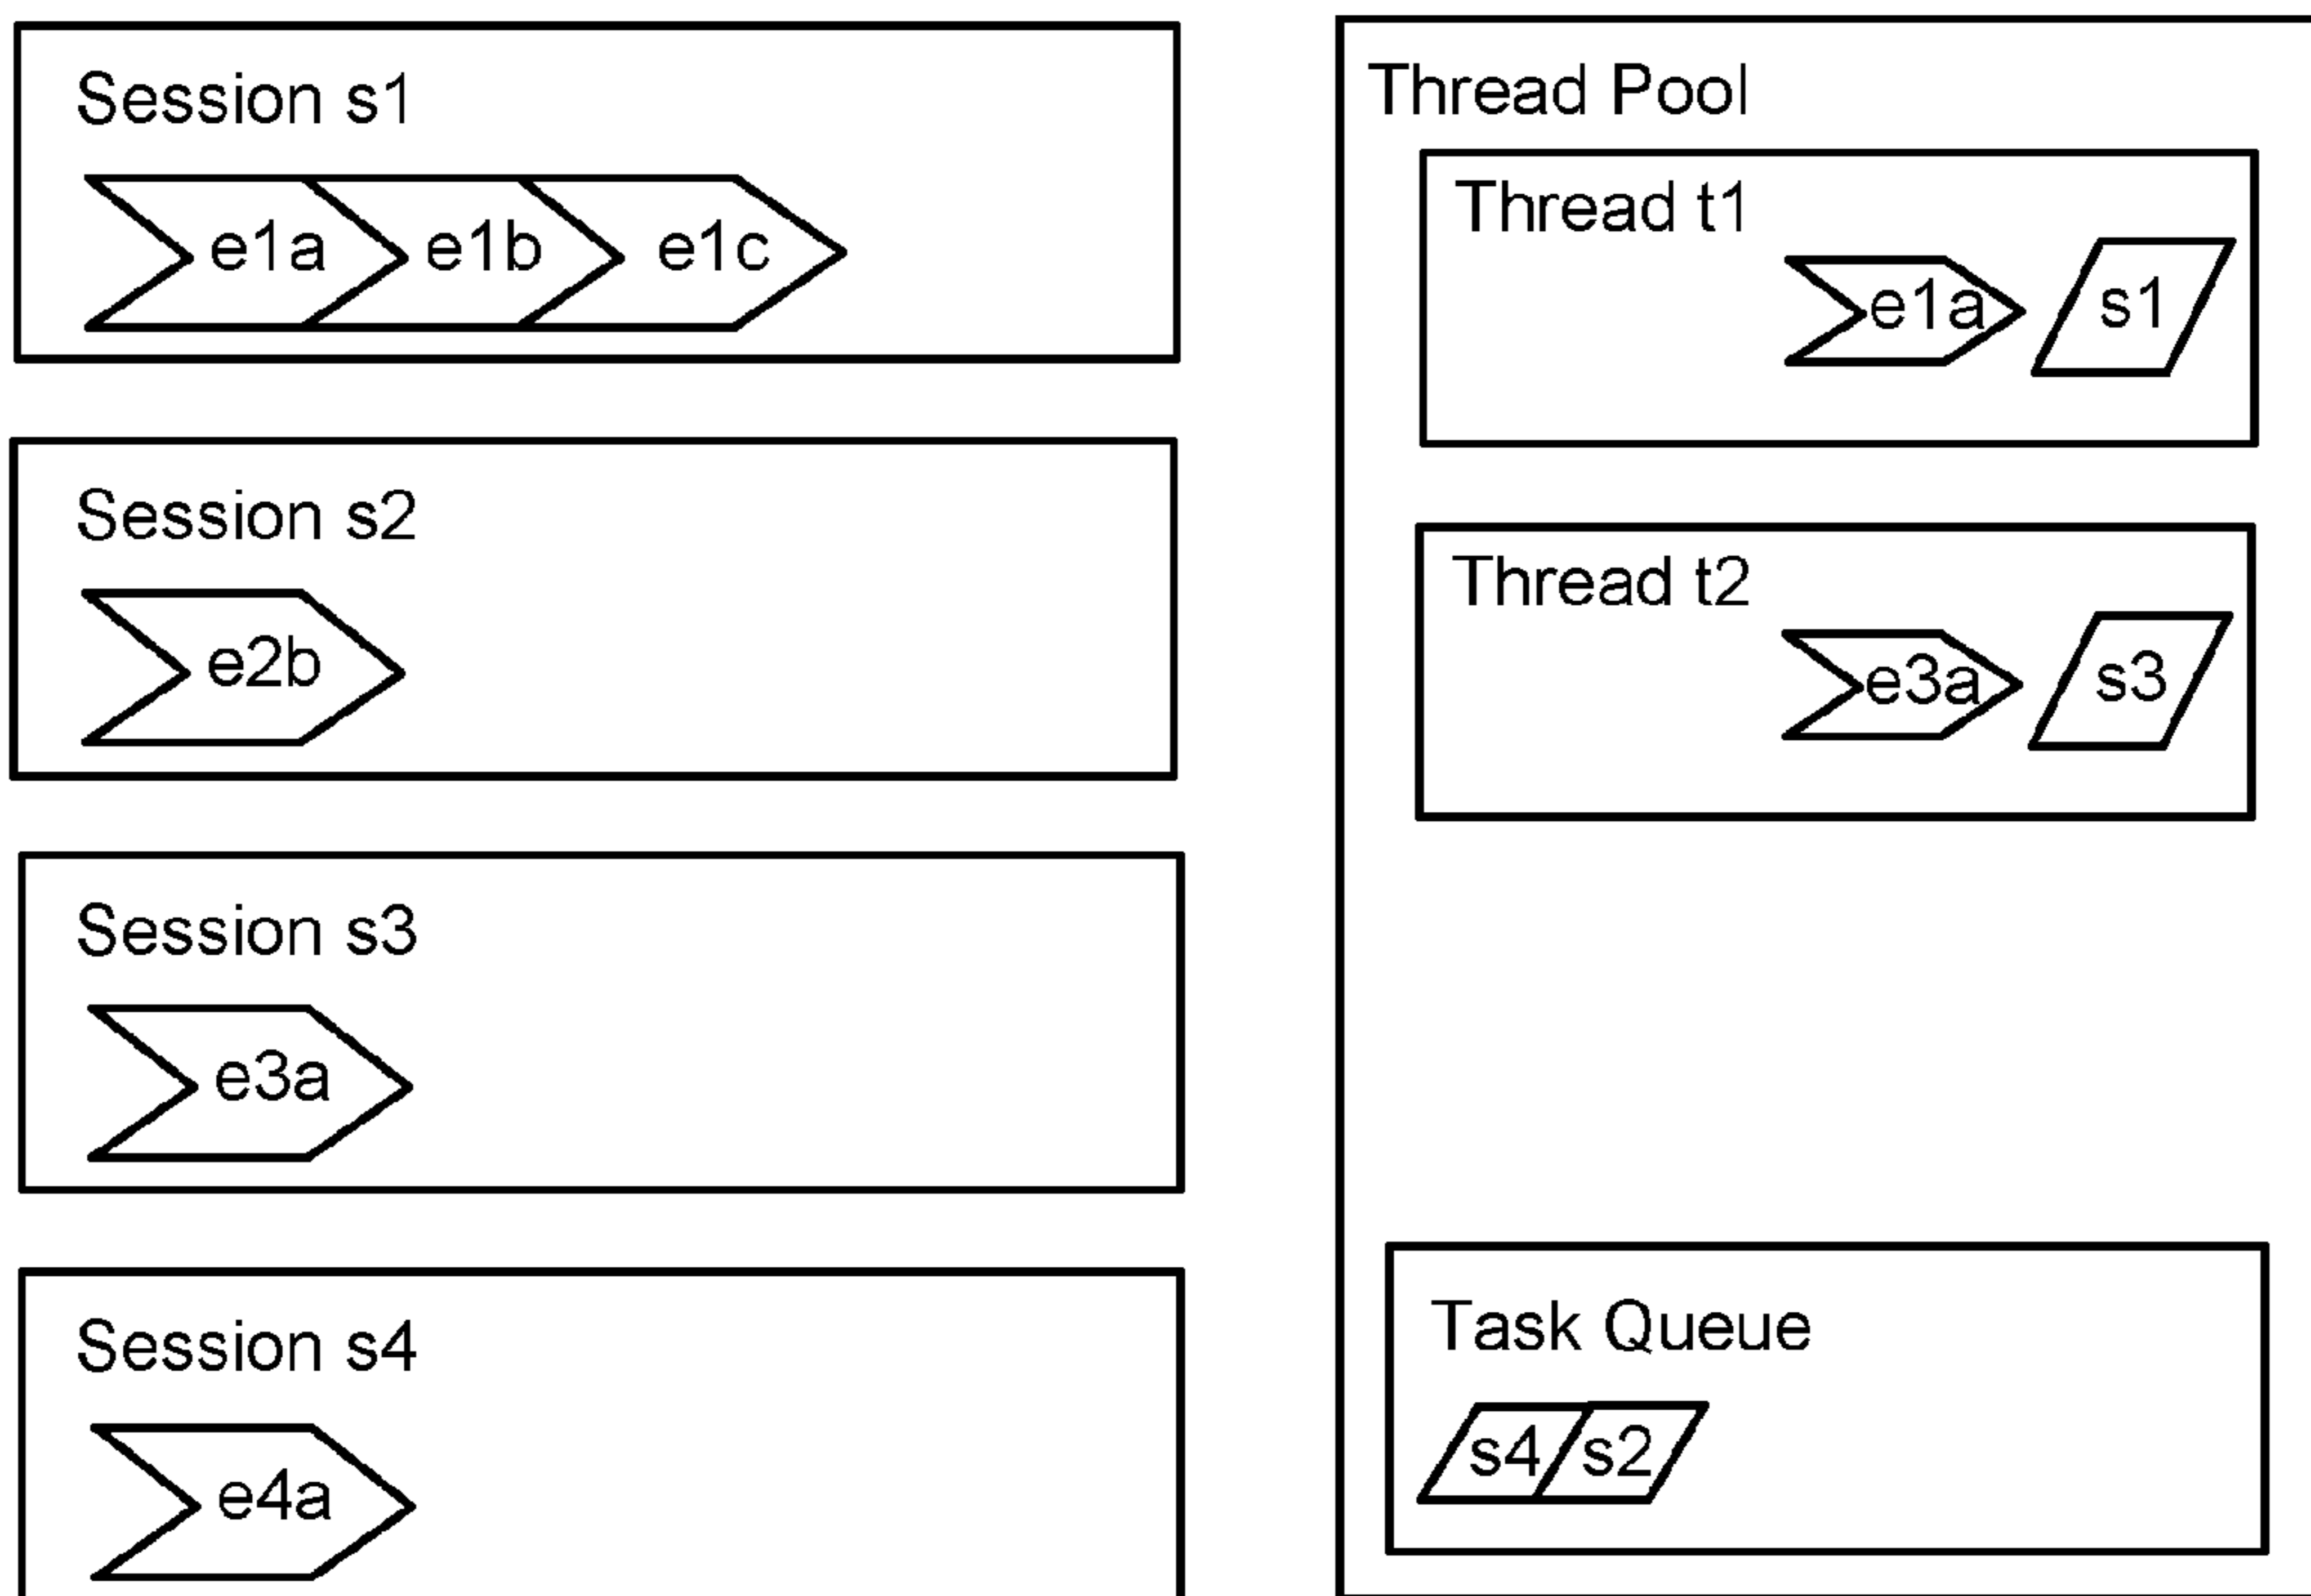 Session s1
e1a e1b e1c
Session s2
e2b
Session s3
e3a
Session s4
e4a
Thread Pool
Thread t1
e1a s1
Thread t2
e3a s3
Task Queue
s4 s2